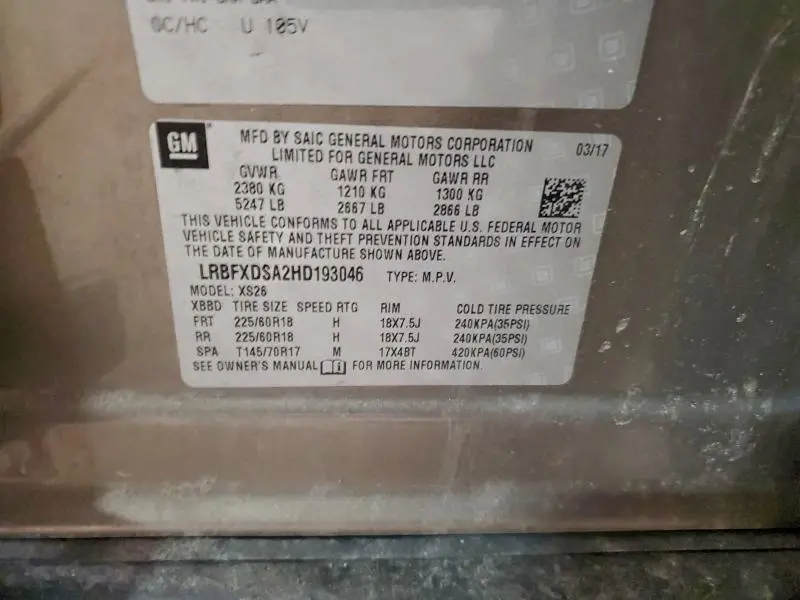 GC/HC U 105V
GM
MFD BY SAIC GENERAL MOTORS CORPORATION 03/17
LIMITED FOR GENERAL MOTORS LLC
GVWR GAWR FRT GAWR RR
2380 KG 1210 KG 1300 KG
5247 LB 2667 LB 2866 LB
THIS VEHICLE CONFORMS TO ALL APPLICABLE U.S. FEDERAL MOTOR
VEHICLE SAFETY AND THEFT PREVENTION STANDARDS IN EFFECT ON
THE DATE OF MANUFACTURE SHOWN ABOVE.
LRBFXDSA2HD193046 TYPE: M.P.V.
MODEL: XS26
XBBD TIRE SIZE SPEED RTG RIM COLD TIRE PRESSURE
FRT 225/60R18 H 18X7.5J 240KPA(35PSI)
RR 225/60R18 H 18X7.5J 240KPA(35PSI)
SPA T145/70R17 M 17X4BT 420KPA(60PSI)
SEE OWNER'S MANUAL FOR MORE INFORMATION.